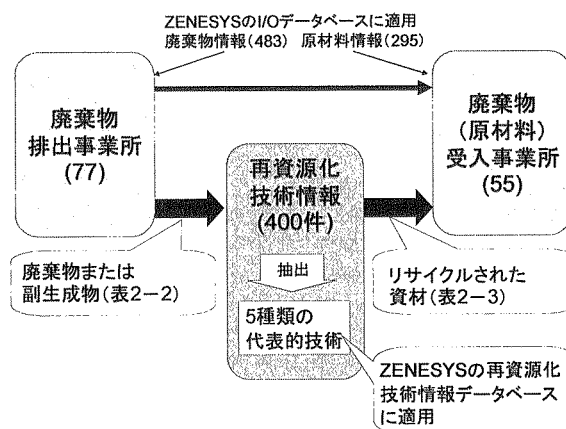 ZENESYSのI/Oデータベースに適用
廃棄物情報(483) 原材料情報(295)
廃棄物
排出事業所
(77)
廃棄物
(原材料)
受入事業所
(55)
再資源化
技術情報
(400件)
抽出
5種類の
代表的技術
廃棄物または
副生成物(表2-2)
リサイクルされた
資材(表2-3)
ZENESYSの再資源化
技術情報データベース
に適用